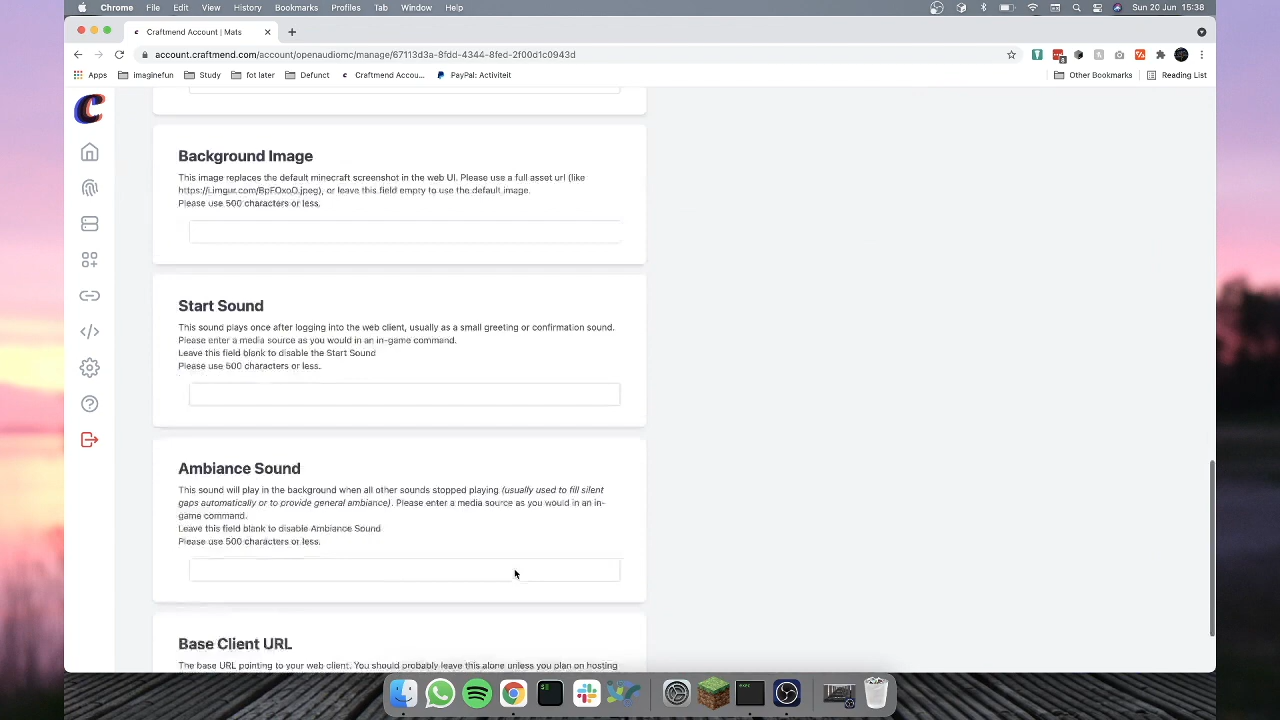 Chrome File Edit View History Bookmarks Profiles Tab Window Help Sun 20 Jun 15:38
Craftmend Account | Mats
account.craftmend.com/account/openaudiomc/manage/67113d3a-8fdd-4344-8fed-2f00d1c0943d
Apps imaginefun Study fot later Defunct Craftmend Accou... PayPal: Activiteit Other Bookmarks Reading List
Background Image
This image replaces the default minecraft screenshot in the web UI. Please use a full asset url (like
https://i.imgur.com/BpFOxoO.jpeg), or leave this field empty to use the default image.
Please use 500 characters or less.
Start Sound
This sound plays once after logging into the web client, usually as a small greeting or confirmation sound.
Please enter a media source as you would in an in-game command.
Leave this field blank to disable the Start Sound
Please use 500 characters or less.
Ambiance Sound
This sound will play in the background when all other sounds stopped playing (usually used to fill silent
gaps automatically or to provide general ambiance). Please enter a media source as you would in an in-
game command.
Leave this field blank to disable Ambiance Sound
Please use 500 characters or less.
Base Client URL
The base URL pointing to your web client. You should probably leave this alone unless you plan on hosting